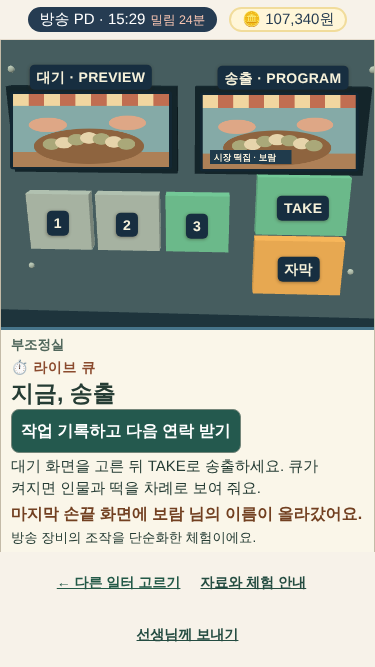 방송 PD · 15:29 밀림 24분
🪙 107,340원
대기 · PREVIEW
송출 · PROGRAM
시장 떡집 · 보람
1
2
3
TAKE
자막
부조정실
⏱️ 라이브 큐
지금, 송출
작업 기록하고 다음 연락 받기
대기 화면을 고른 뒤 TAKE로 송출하세요. 큐가
켜지면 인물과 떡을 차례로 보여 줘요.
마지막 손끝 화면에 보람 님의 이름이 올라갔어요.
방송 장비의 조작을 단순화한 체험이에요.
← 다른 일터 고르기
자료와 체험 안내
선생님께 보내기